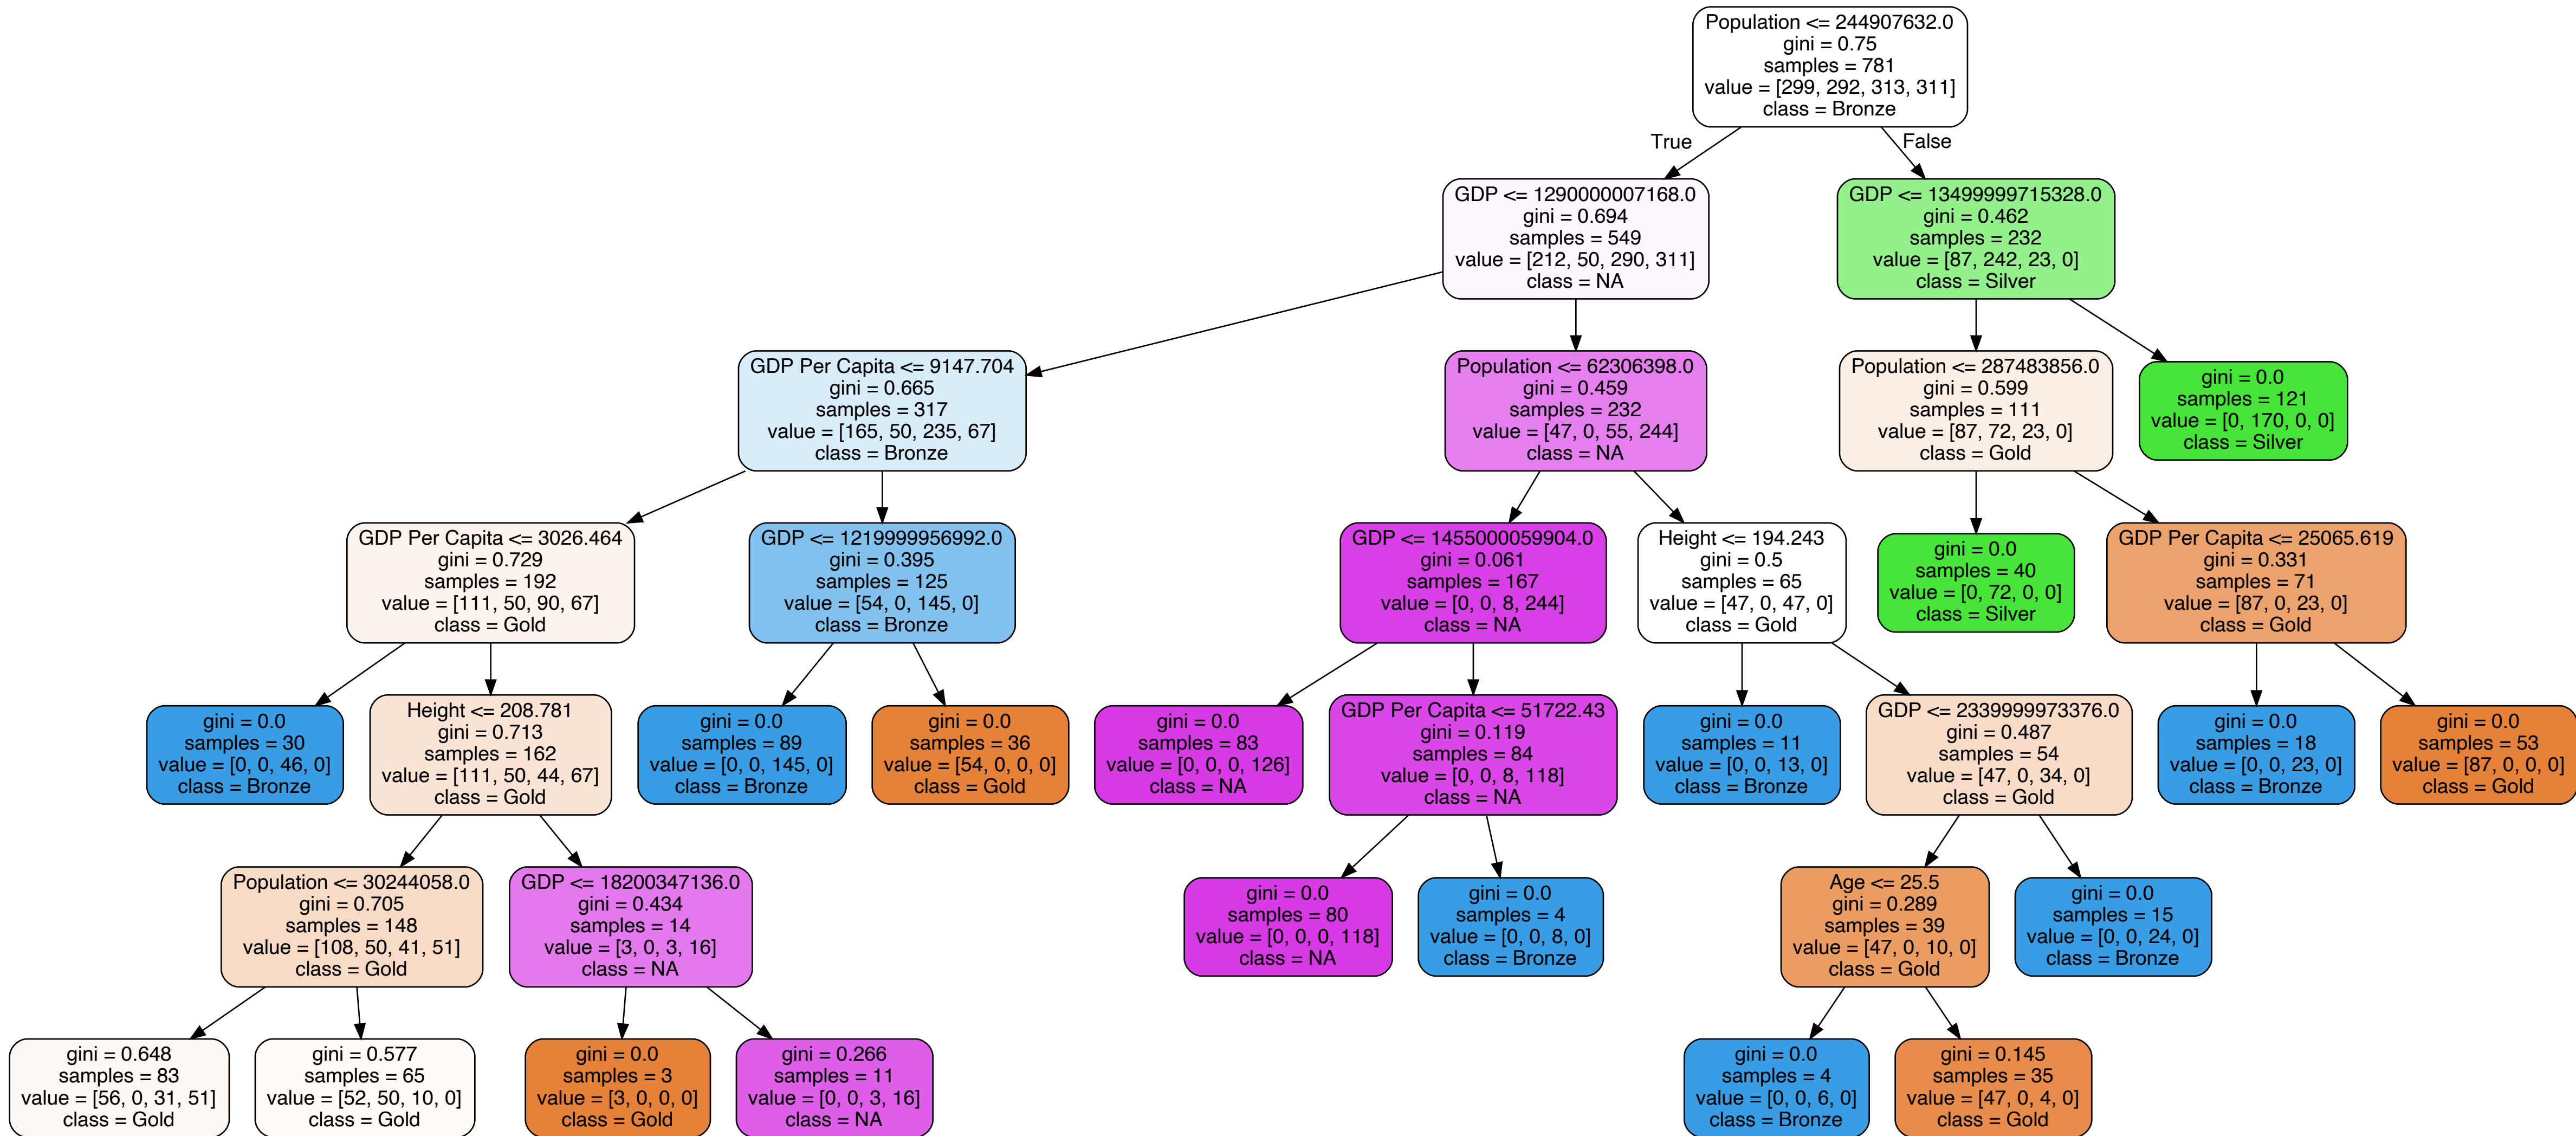 Population <= 244907632.0
gini = 0.75
samples = 781
value = [299, 292, 313, 311]
class = Bronze
True
False
GDP <= 1290000007168.0
gini = 0.694
samples = 549
value = [212, 50, 290, 311]
class = NA
GDP <= 13499999715328.0
gini = 0.462
samples = 232
value = [87, 242, 23, 0]
class = Silver
GDP Per Capita <= 9147.704
gini = 0.665
samples = 317
value = [165, 50, 235, 67]
class = Bronze
Population <= 62306398.0
gini = 0.459
samples = 232
value = [47, 0, 55, 244]
class = NA
Population <= 287483856.0
gini = 0.599
samples = 111
value = [87, 72, 23, 0]
class = Gold
gini = 0.0
samples = 121
value = [0, 170, 0, 0]
class = Silver
GDP Per Capita <= 3026.464
gini = 0.729
samples = 192
value = [111, 50, 90, 67]
class = Gold
GDP <= 1219999956992.0
gini = 0.395
samples = 125
value = [54, 0, 145, 0]
class = Bronze
GDP <= 1455000059904.0
gini = 0.061
samples = 167
value = [0, 0, 8, 244]
class = NA
Height <= 194.243
gini = 0.5
samples = 65
value = [47, 0, 47, 0]
class = Gold
gini = 0.0
samples = 40
value = [0, 72, 0, 0]
class = Silver
GDP Per Capita <= 25065.619
gini = 0.331
samples = 71
value = [87, 0, 23, 0]
class = Gold
gini = 0.0
samples = 30
value = [0, 0, 46, 0]
class = Bronze
Height <= 208.781
gini = 0.713
samples = 162
value = [111, 50, 44, 67]
class = Gold
gini = 0.0
samples = 89
value = [0, 0, 145, 0]
class = Bronze
gini = 0.0
samples = 36
value = [54, 0, 0, 0]
class = Gold
gini = 0.0
samples = 83
value = [0, 0, 0, 126]
class = NA
GDP Per Capita <= 51722.43
gini = 0.119
samples = 84
value = [0, 0, 8, 118]
class = NA
gini = 0.0
samples = 11
value = [0, 0, 13, 0]
class = Bronze
GDP <= 2339999973376.0
gini = 0.487
samples = 54
value = [47, 0, 34, 0]
class = Gold
gini = 0.0
samples = 18
value = [0, 0, 23, 0]
class = Bronze
gini = 0.0
samples = 53
value = [87, 0, 0, 0]
class = Gold
Population <= 30244058.0
gini = 0.705
samples = 148
value = [108, 50, 41, 51]
class = Gold
GDP <= 18200347136.0
gini = 0.434
samples = 14
value = [3, 0, 3, 16]
class = NA
gini = 0.0
samples = 80
value = [0, 0, 0, 118]
class = NA
gini = 0.0
samples = 4
value = [0, 0, 8, 0]
class = Bronze
Age <= 25.5
gini = 0.289
samples = 39
value = [47, 0, 10, 0]
class = Gold
gini = 0.0
samples = 15
value = [0, 0, 24, 0]
class = Bronze
gini = 0.648
samples = 83
value = [56, 0, 31, 51]
class = Gold
gini = 0.577
samples = 65
value = [52, 50, 10, 0]
class = Gold
gini = 0.0
samples = 3
value = [3, 0, 0, 0]
class = Gold
gini = 0.266
samples = 11
value = [0, 0, 3, 16]
class = NA
gini = 0.0
samples = 4
value = [0, 0, 6, 0]
class = Bronze
gini = 0.145
samples = 35
value = [47, 0, 4, 0]
class = Gold